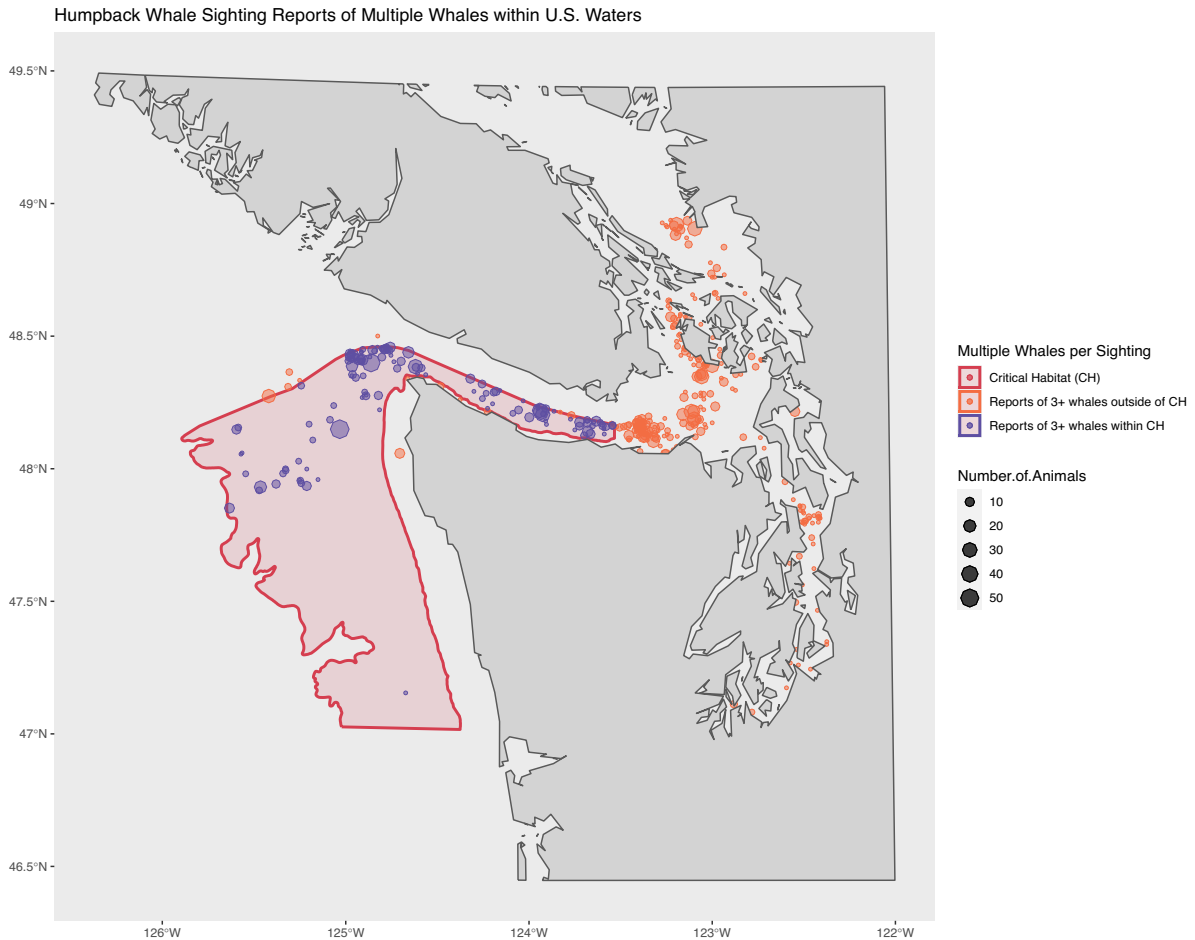 Humpback Whale Sighting Reports of Multiple Whales within U.S. Waters
49.5°N
49°N
48.5°N
48°N
47.5°N
47°N
46.5°N
126°W
125°W
124°W
123°W
122°W
Multiple Whales per Sighting
Critical Habitat (CH)
Reports of 3+ whales outside of CH
Reports of 3+ whales within CH
Number.of.Animals
10
20
30
40
50